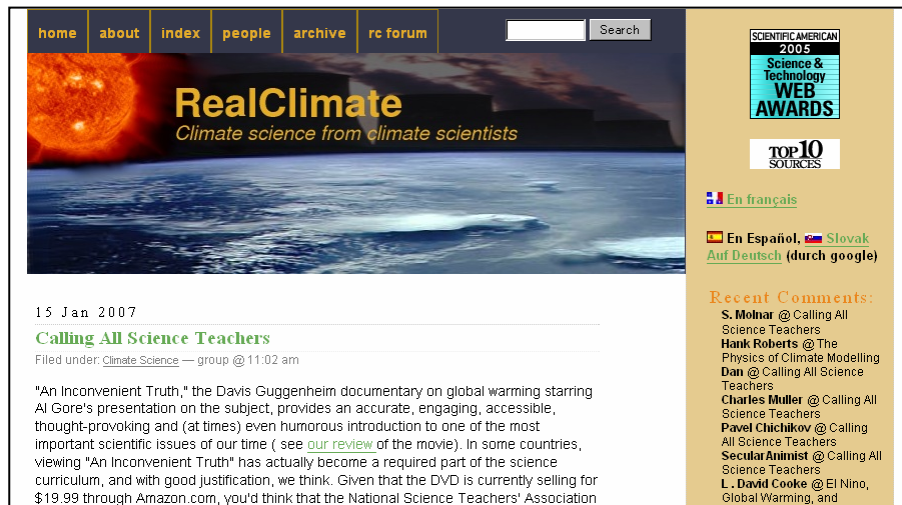 home about index people archive rc forum Search
RealClimate
Climate science from climate scientists
15 Jan 2007
Calling All Science Teachers
Filed under: Climate Science — group @ 11:02 am
"An Inconvenient Truth," the Davis Guggenheim documentary on global warming starring
Al Gore's presentation on the subject, provides an accurate, engaging, accessible,
thought-provoking and (at times) even humorous introduction to one of the most
important scientific issues of our time ( see our review of the movie). In some countries,
viewing "An Inconvenient Truth" has actually become a required part of the science
curriculum, and with good justification, we think. Given that the DVD is currently selling for
$19.99 through Amazon.com, you'd think that the National Science Teachers' Association
SCIENTIFIC AMERICAN
2005
Science &
Technology
WEB
AWARDS
TOP10
SOURCES
En français
En Español, Slovak
Auf Deutsch (durch google)
Recent Comments:
S. Molnar @ Calling All
Science Teachers
Hank Roberts @ The
Physics of Climate Modelling
Dan @ Calling All Science
Teachers
Charles Muller @ Calling All
Science Teachers
Pavel Chichikov @ Calling
All Science Teachers
SecularAnimist @ Calling All
Science Teachers
L . David Cooke @ El Nino,
Global Warming, and